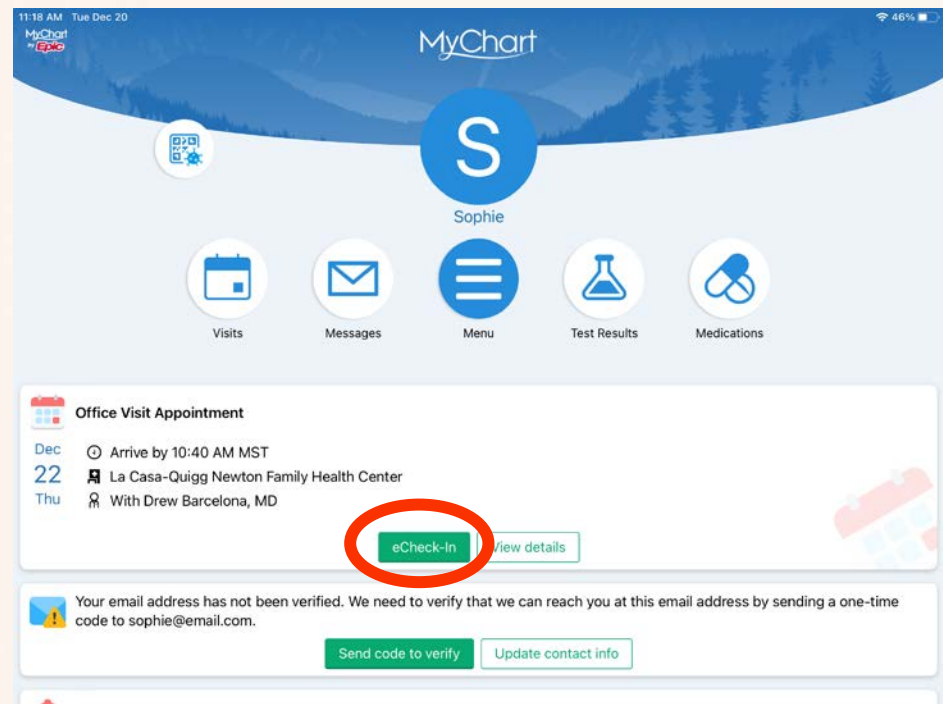 11:18 AM Tue Dec 20
46%
MyChart
by Epic
MyChart
S
Sophie
Visits
Messages
Menu
Test Results
Medications
Office Visit Appointment
Dec
22
Thu
Arrive by 10:40 AM MST
La Casa-Quigg Newton Family Health Center
With Drew Barcelona, MD
eCheck-In
View details
Your email address has not been verified. We need to verify that we can reach you at this email address by sending a one-time
code to sophie@email.com.
Send code to verify
Update contact info